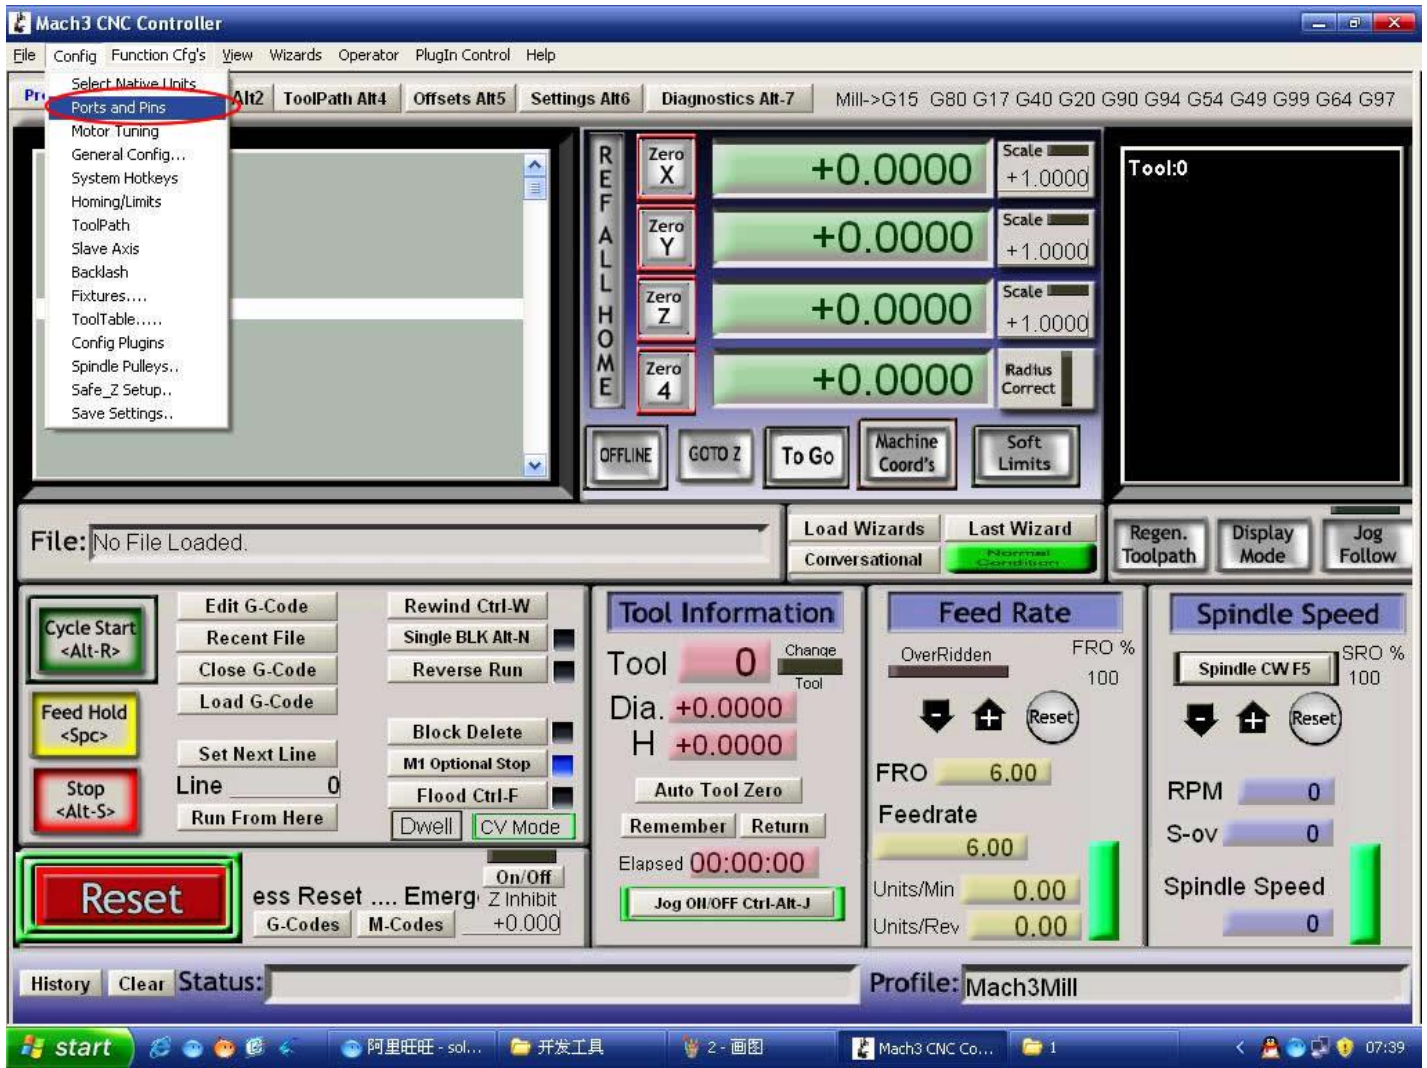 Mach3 CNC Controller
File Config Function Cfg's View Wizards Operator PlugIn Control Help
Select Native Units
Ports and Pins
Motor Tuning
General Config...
System Hotkeys
Homing/Limits
ToolPath
Slave Axis
Backlash
Fixtures....
ToolTable.....
Config Plugins
Spindle Pulleys..
Safe_Z Setup..
Save Settings..
Alt2 ToolPath Alt4 Offsets Alt5 Settings Alt6 Diagnostics Alt-7 Mill->G15 G80 G17 G40 G20 G90 G94 G54 G49 G99 G64 G97
REF ALL HOME
Zero X +0.0000 Scale +1.0000
Zero Y +0.0000 Scale +1.0000
Zero Z +0.0000 Scale +1.0000
Zero 4 +0.0000 Radius Correct
OFFLINE GOTO Z To Go Machine Coord's Soft Limits
Tool:0
File: No File Loaded.
Load Wizards Last Wizard
Conversational Normal Condition
Regen. Toolpath Display Mode Jog Follow
Cycle Start <Alt-R>
Feed Hold <Spc>
Stop <Alt-S>
Edit G-Code
Recent File
Close G-Code
Load G-Code
Set Next Line
Line 0
Run From Here
Rewind Ctrl-W
Single BLK Alt-N
Reverse Run
Block Delete
M1 Optional Stop
Flood Ctrl-F
Dwell CV Mode
Reset
ess Reset .... Emerg
On/Off
Z Inhibit
+0.000
G-Codes M-Codes
Tool Information
Tool 0 Change Tool
Dia. +0.0000
H +0.0000
Auto Tool Zero
Remember Return
Elapsed 00:00:00
Jog ON/OFF Ctrl-Alt-J
Feed Rate
OverRidden FRO % 100
Reset
FRO 6.00
Feedrate
6.00
Units/Min 0.00
Units/Rev 0.00
Spindle Speed
Spindle CW F5 SRO % 100
Reset
RPM 0
S-ov 0
Spindle Speed
0
History Clear Status: Profile: Mach3Mill
start 阿里旺旺 - sol... 开发工具 2 - 画图 Mach3 CNC Co... 1 07:39